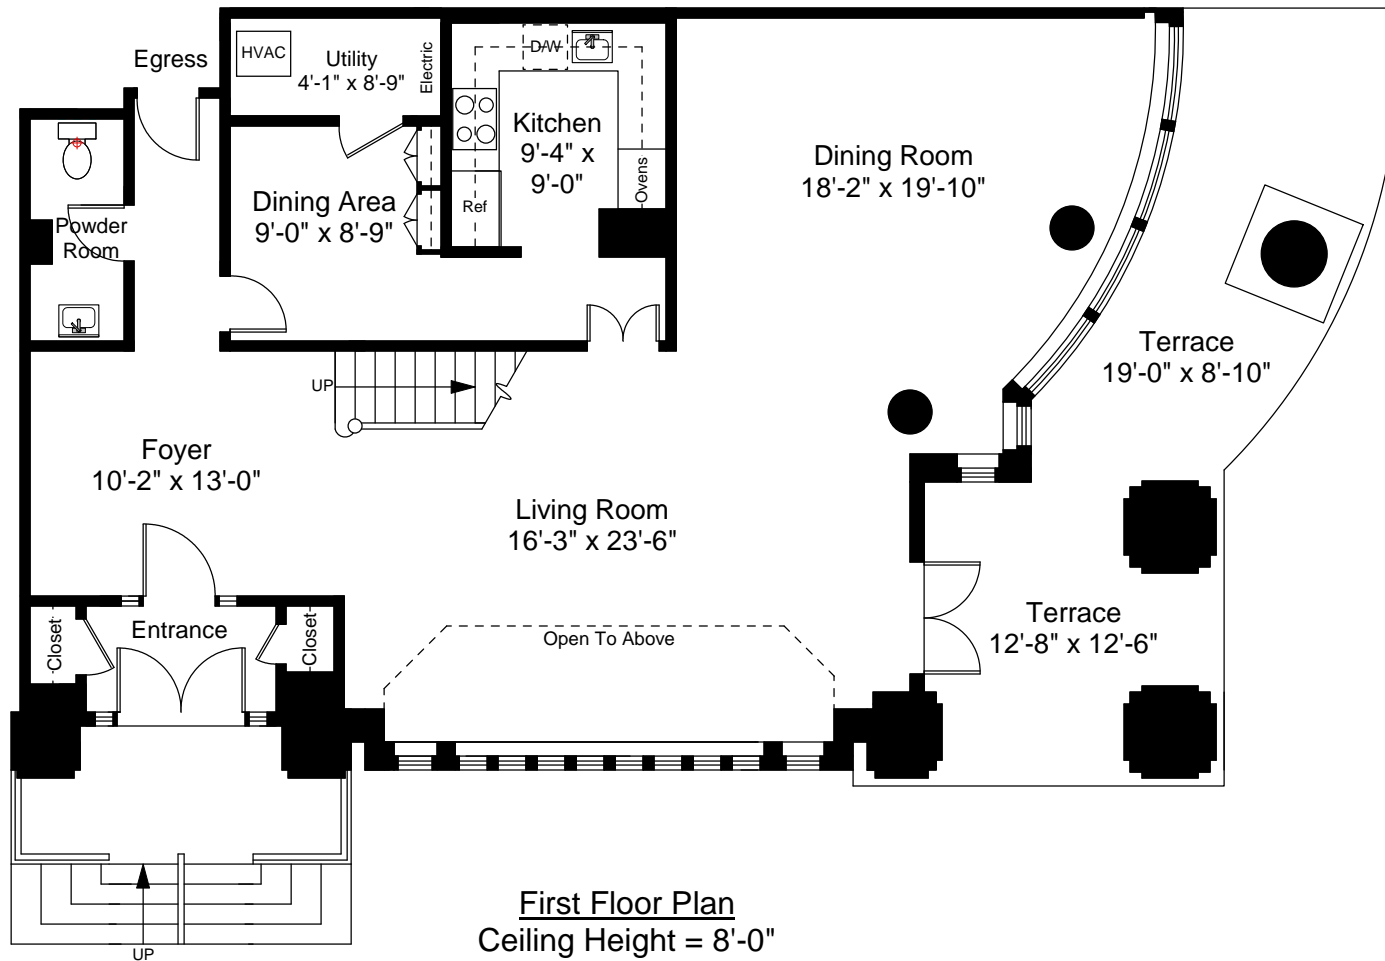 Egress
HVAC
Utility
4'-1" x 8'-9"
Electric
D/W
Kitchen
9'-4" x
9'-0"
Ovens
Ref
Dining Area
9'-0" x 8'-9"
Powder
Room
Dining Room
18'-2" x 19'-10"
Terrace
19'-0" x 8'-10"
UP
Foyer
10'-2" x 13'-0"
Living Room
16'-3" x 23'-6"
Closet
Entrance
Closet
Open To Above
Terrace
12'-8" x 12'-6"
UP
First Floor Plan
Ceiling Height = 8'-0"